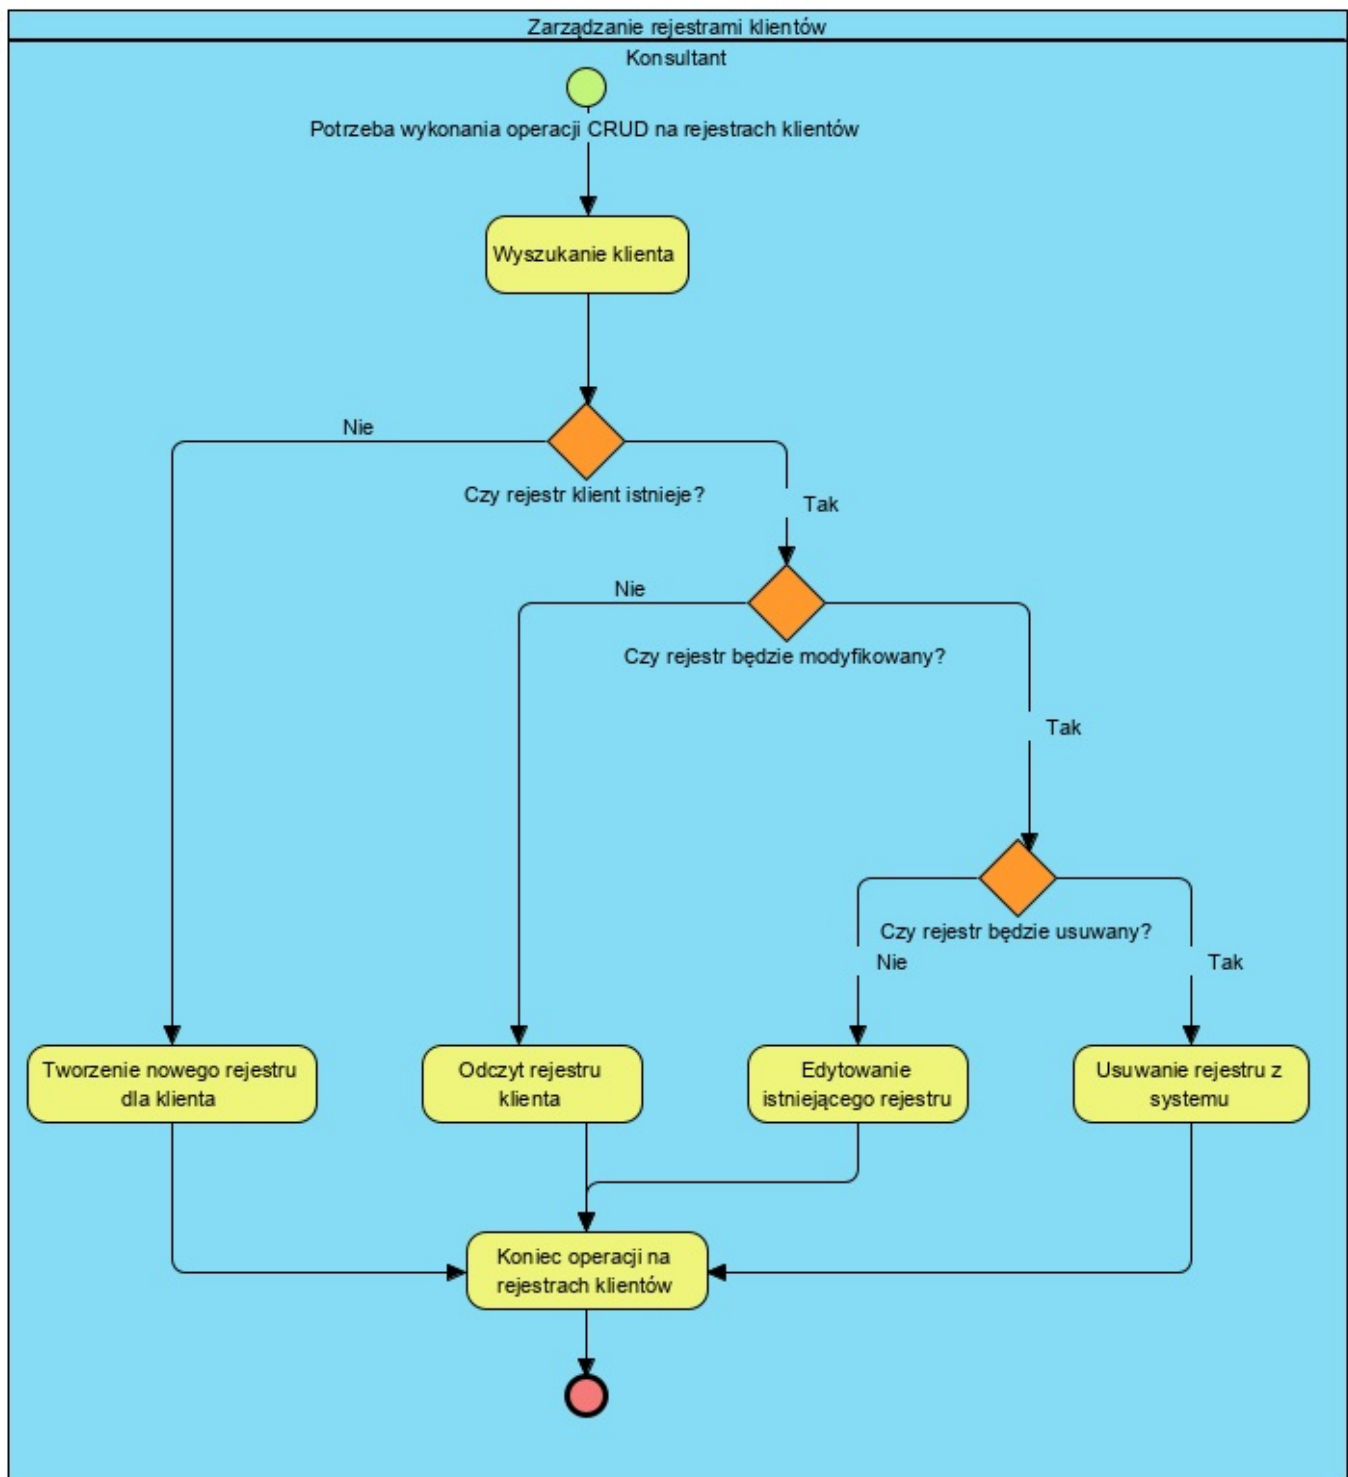 Zarządzanie rejestrami klientów
Konsultant
Potrzeba wykonania operacji CRUD na rejestrach klientów
Wyszukanie klienta
Nie
Czy rejestr klient istnieje?
Tak
Nie
Czy rejestr będzie modyfikowany?
Tak
Czy rejestr będzie usuwany?
Nie
Tak
Tworzenie nowego rejestru
dla klienta
Odczyt rejestru
klienta
Edytowanie
istniejącego rejestru
Usuwanie rejestru z
systemu
Koniec operacji na
rejestrach klientów